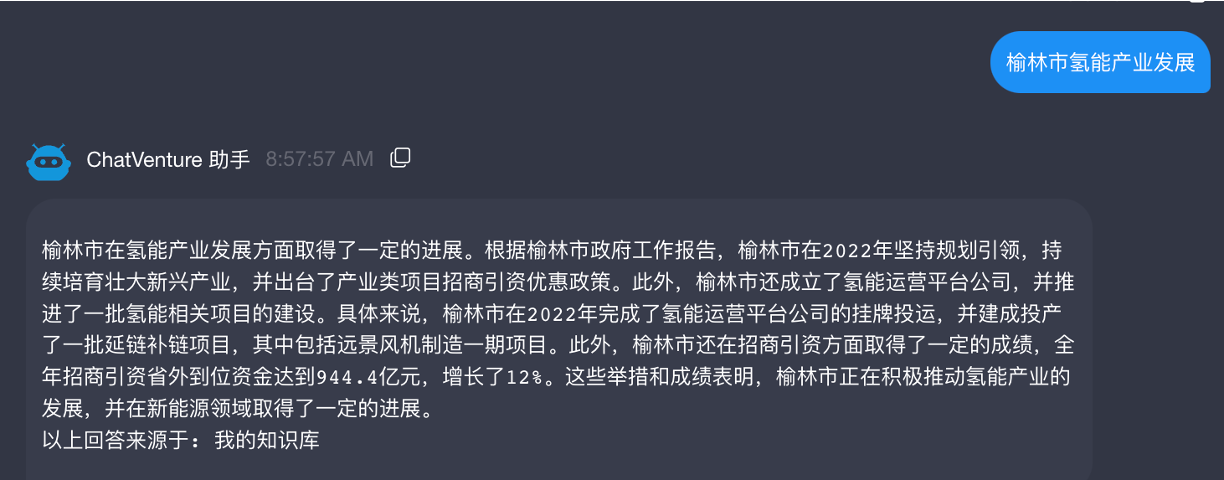 榆林市氢能产业发展
ChatVenture 助手 8:57:57 AM
榆林市在氢能产业发展方面取得了一定的进展。根据榆林市政府工作报告，榆林市在2022年坚持规划引领，持
续培育壮大新兴产业，并出台了产业类项目招商引资优惠政策。此外，榆林市还成立了氢能运营平台公司，并推
进了一批氢能相关项目的建设。具体来说，榆林市在2022年完成了氢能运营平台公司的挂牌投运，并建成投产
了一批延链补链项目，其中包括远景风机制造一期项目。此外，榆林市还在招商引资方面取得了一定的成绩，全
年招商引资省外到位资金达到944.4亿元，增长了12%。这些举措和成绩表明，榆林市正在积极推动氢能产业的
发展，并在新能源领域取得了一定的进展。
以上回答来源于：我的知识库